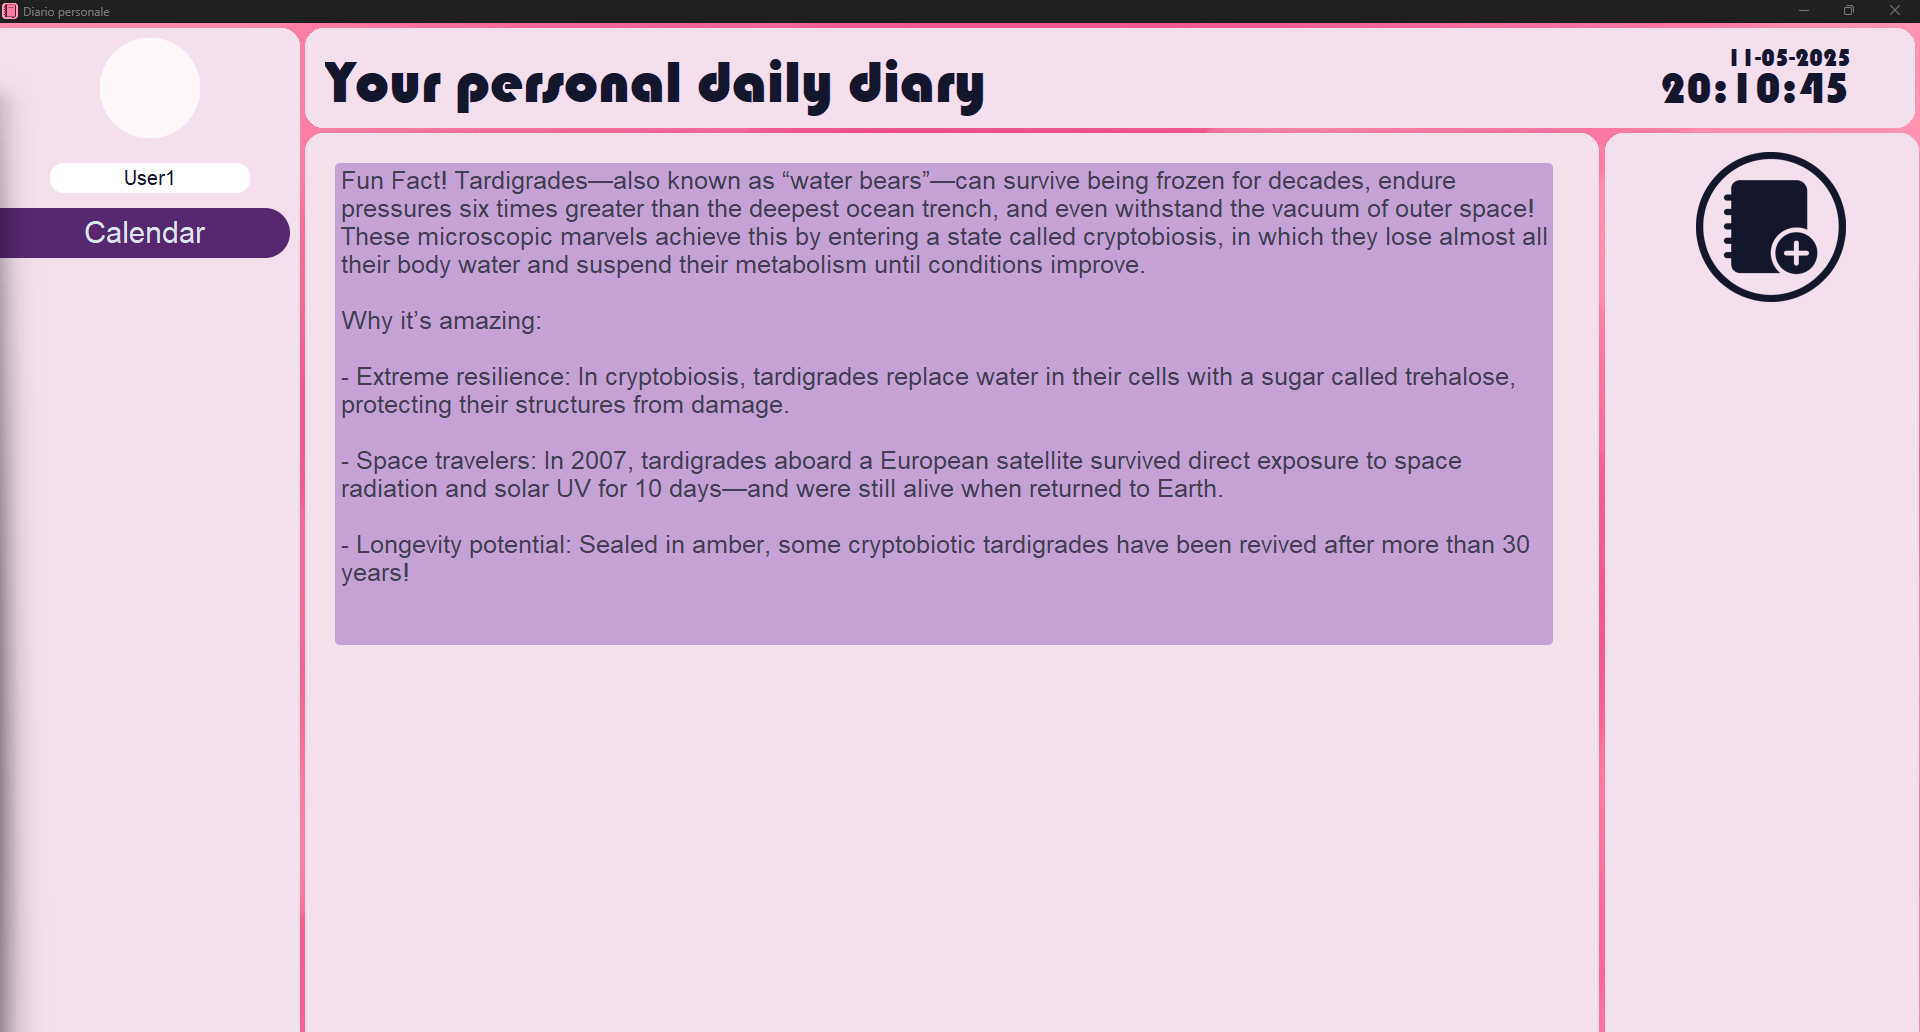 Diario personale
Your personal daily diary
11-05-2025
20:10:45
User1
Calendar
Fun Fact! Tardigrades—also known as “water bears”—can survive being frozen for decades, endure
pressures six times greater than the deepest ocean trench, and even withstand the vacuum of outer space!
These microscopic marvels achieve this by entering a state called cryptobiosis, in which they lose almost all
their body water and suspend their metabolism until conditions improve.
Why it’s amazing:
- Extreme resilience: In cryptobiosis, tardigrades replace water in their cells with a sugar called trehalose,
protecting their structures from damage.
- Space travelers: In 2007, tardigrades aboard a European satellite survived direct exposure to space
radiation and solar UV for 10 days—and were still alive when returned to Earth.
- Longevity potential: Sealed in amber, some cryptobiotic tardigrades have been revived after more than 30
years!